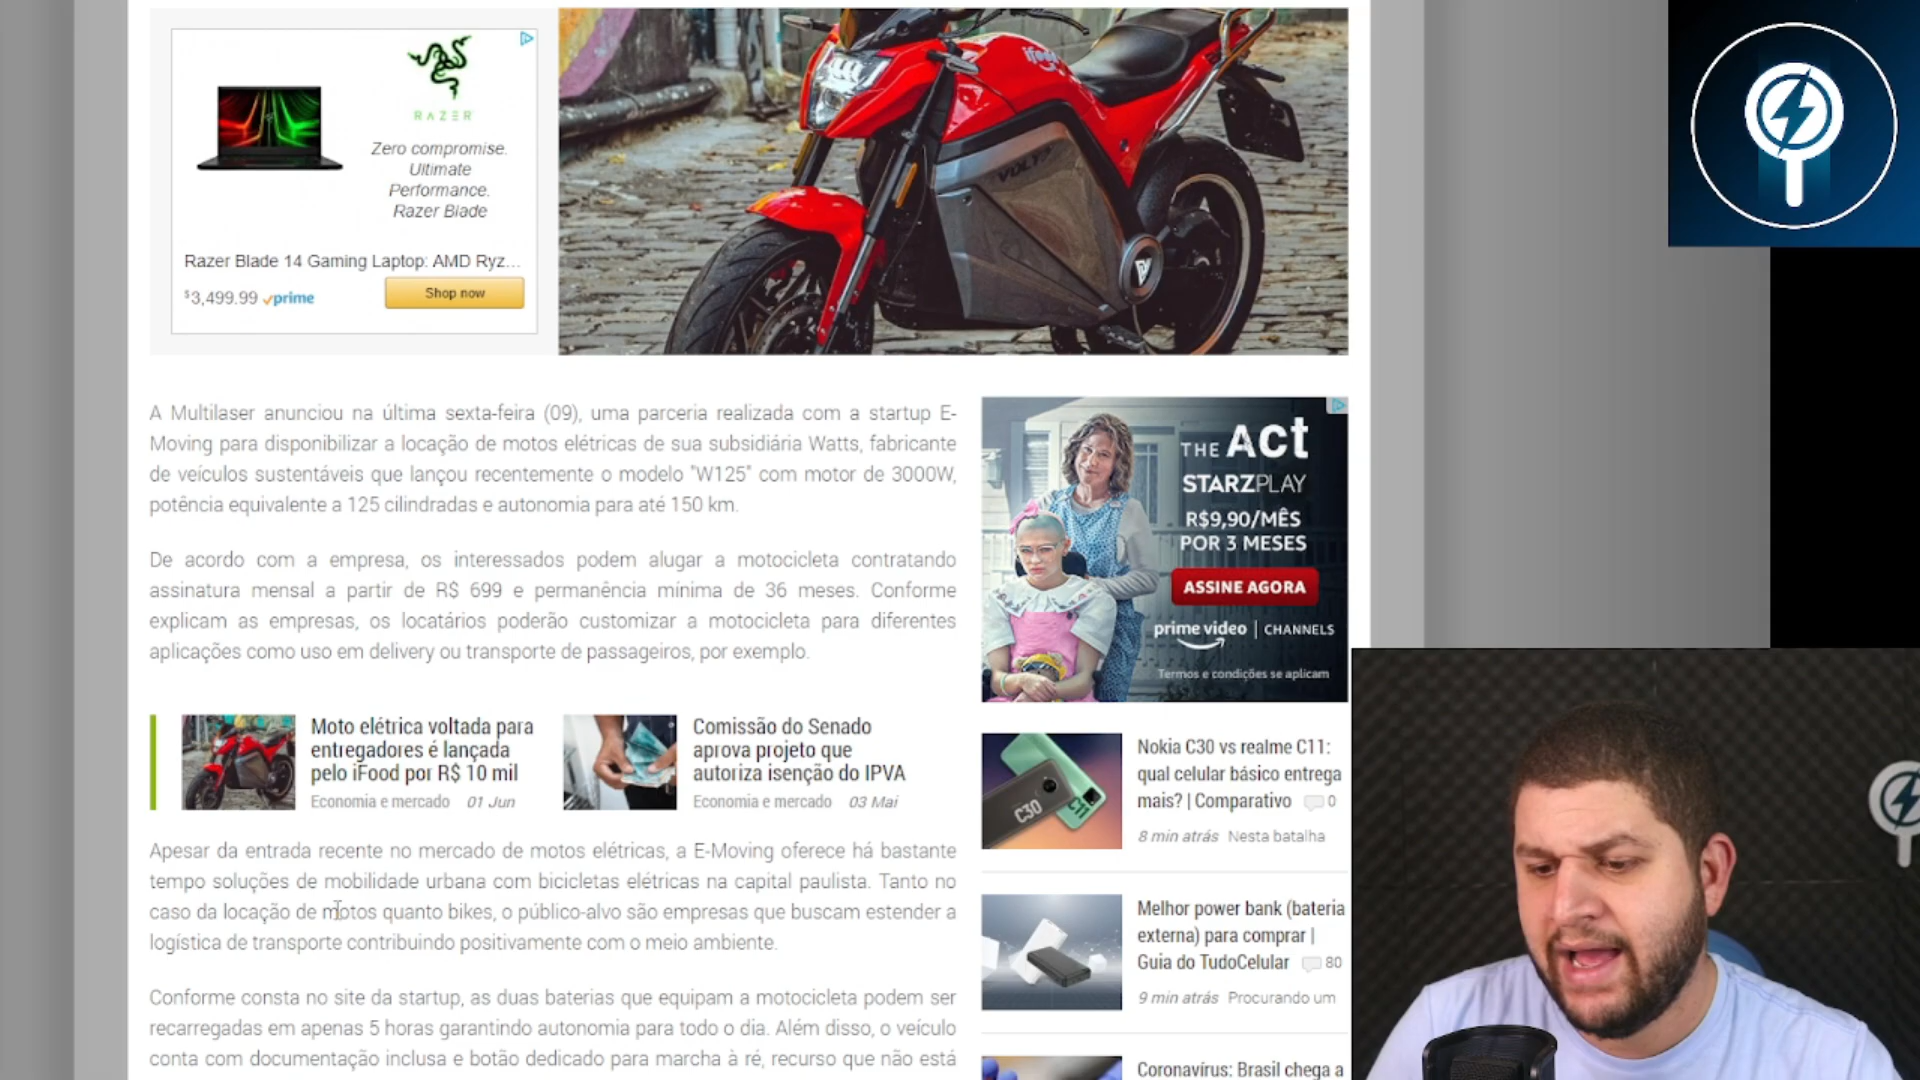 RAZER
Zero compromise.
Ultimate
Performance.
Razer Blade
Razer Blade 14 Gaming Laptop: AMD Ryz...
$3,499.99 prime
Shop now
ifood
VOLTZ
A Multilaser anunciou na última sexta-feira (09), uma parceria realizada com a startup E-
Moving para disponibilizar a locação de motos elétricas de sua subsidiária Watts, fabricante
de veículos sustentáveis que lançou recentemente o modelo "W125" com motor de 3000W,
potência equivalente a 125 cilindradas e autonomia para até 150 km.
De acordo com a empresa, os interessados podem alugar a motocicleta contratando
assinatura mensal a partir de R$ 699 e permanência mínima de 36 meses. Conforme
explicam as empresas, os locatários poderão customizar a motocicleta para diferentes
aplicações como uso em delivery ou transporte de passageiros, por exemplo.
Moto elétrica voltada para
entregadores é lançada
pelo iFood por R$ 10 mil
Economia e mercado 01 Jun
Comissão do Senado
aprova projeto que
autoriza isenção do IPVA
Economia e mercado 03 Mai
Apesar da entrada recente no mercado de motos elétricas, a E-Moving oferece há bastante
tempo soluções de mobilidade urbana com bicicletas elétricas na capital paulista. Tanto no
caso da locação de motos quanto bikes, o público-alvo são empresas que buscam estender a
logística de transporte contribuindo positivamente com o meio ambiente.
Conforme consta no site da startup, as duas baterias que equipam a motocicleta podem ser
recarregadas em apenas 5 horas garantindo autonomia para todo o dia. Além disso, o veículo
conta com documentação inclusa e botão dedicado para marcha à ré, recurso que não está
THE Act
STARZPLAY
R$9,90/MÊS
POR 3 MESES
ASSINE AGORA
prime video | CHANNELS
Termos e condições se aplicam
C30
C11
Nokia C30 vs realme C11:
qual celular básico entrega
mais? | Comparativo 0
8 min atrás Nesta batalha
Melhor power bank (bateria
externa) para comprar |
Guia do TudoCelular 80
9 min atrás Procurando um
Coronavírus: Brasil chega a